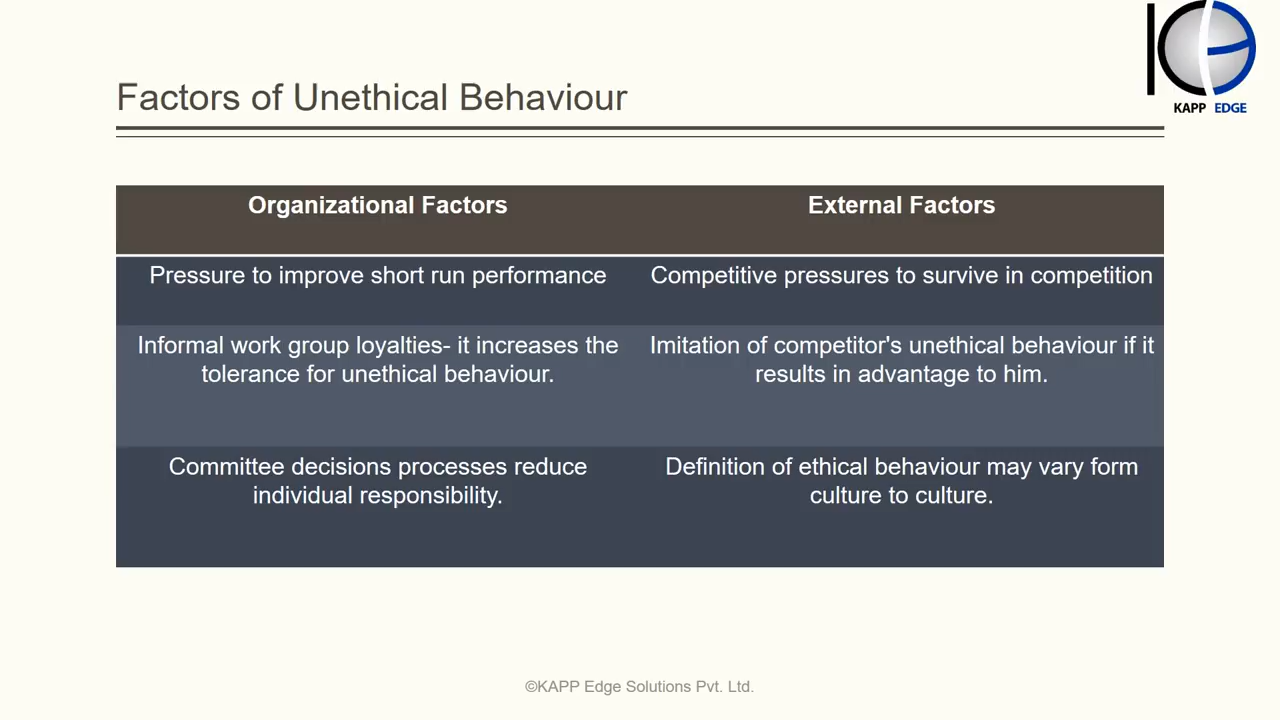 KAPP EDGE
Factors of Unethical Behaviour
Organizational Factors
External Factors
Pressure to improve short run performance
Competitive pressures to survive in competition
Informal work group loyalties- it increases the
tolerance for unethical behaviour.
Imitation of competitor's unethical behaviour if it
results in advantage to him.
Committee decisions processes reduce
individual responsibility.
Definition of ethical behaviour may vary form
culture to culture.
©KAPP Edge Solutions Pvt. Ltd.